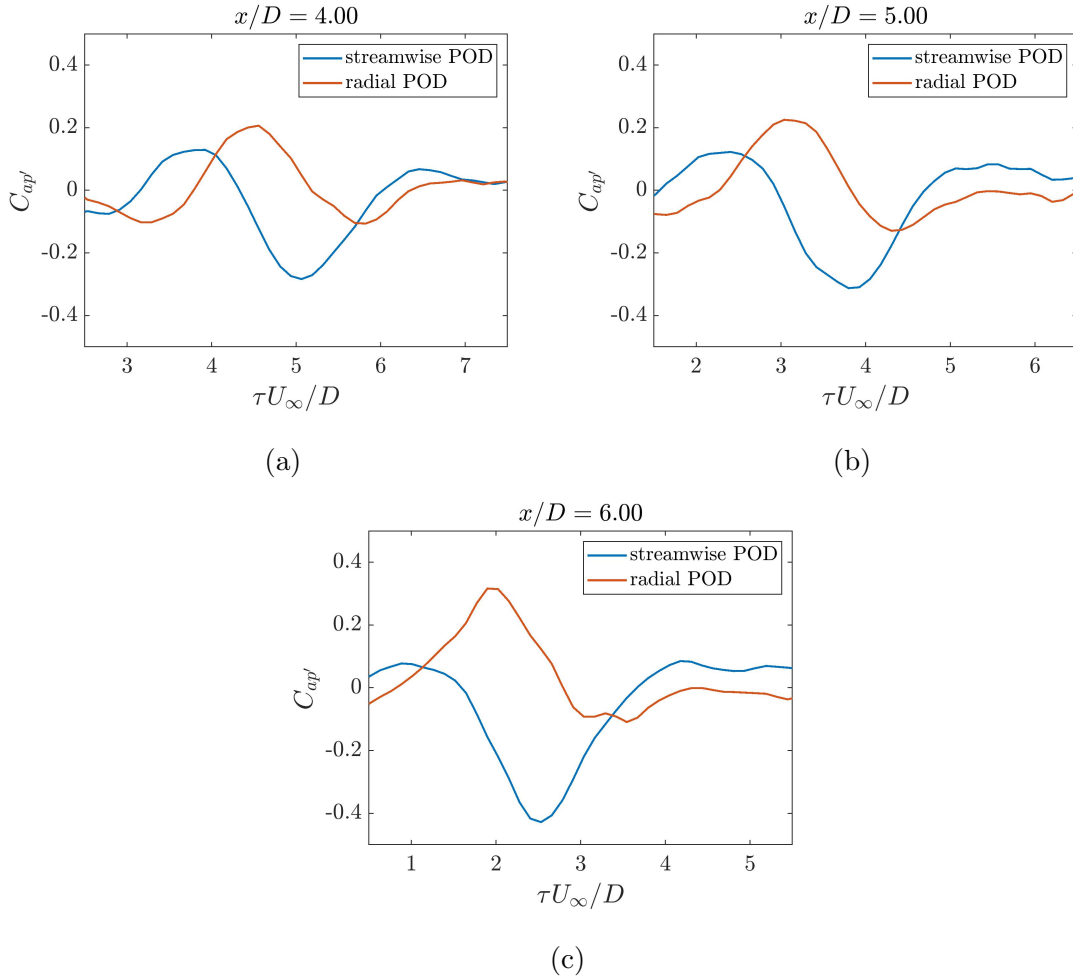 x/D = 4.00
streamwise POD
radial POD
0.4
0.2
0
-0.2
-0.4
C_{ap'}
3 4 5 6 7
τU_∞/D
(a)
x/D = 5.00
streamwise POD
radial POD
0.4
0.2
0
-0.2
-0.4
C_{ap'}
2 3 4 5 6
τU_∞/D
(b)
x/D = 6.00
streamwise POD
radial POD
0.4
0.2
0
-0.2
-0.4
C_{ap'}
1 2 3 4 5
τU_∞/D
(c)